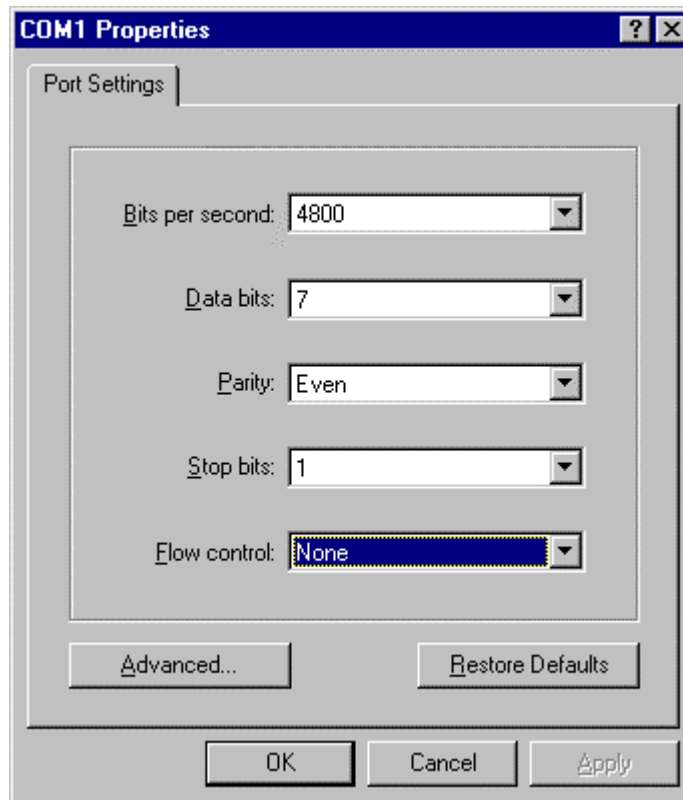 COM1 Properties
Port Settings
Bits per second: 4800
Data bits: 7
Parity: Even
Stop bits: 1
Flow control: None
Advanced... Restore Defaults
OK Cancel Apply